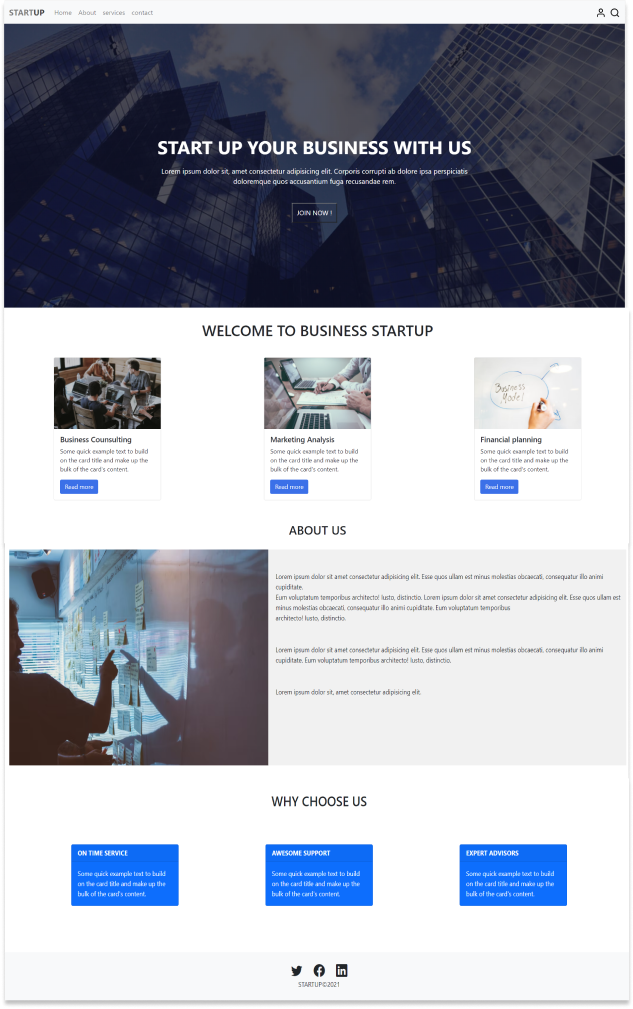 STARTUP Home About services contact
START UP YOUR BUSINESS WITH US
Lorem ipsum dolor sit, amet consectetur adipisicing elit. Corporis corrupti ab dolore ipsa perspiciatis
doloremque quos accusantium fuga recusandae rem.
JOIN NOW !
WELCOME TO BUSINESS STARTUP
Business Model!
Business Counsulting
Some quick example text to build
on the card title and make up the
bulk of the card's content.
Read more
Marketing Analysis
Some quick example text to build
on the card title and make up the
bulk of the card's content.
Read more
Financial planning
Some quick example text to build
on the card title and make up the
bulk of the card's content.
Read more
ABOUT US
Lorem ipsum dolor sit amet consectetur adipisicing elit. Esse quos ullam est minus molestias obcaecati, consequatur illo animi
cupiditate.
Eum voluptatum temporibus architecto! Iusto, distinctio. Lorem ipsum dolor sit amet consectetur adipisicing elit. Esse quos ullam est
minus molestias obcaecati, consequatur illo animi cupiditate. Eum voluptatum temporibus
architecto! Iusto, distinctio.
Lorem ipsum dolor sit amet consectetur adipisicing elit. Esse quos ullam est minus molestias obcaecati, consequatur illo animi
cupiditate. Eum voluptatum temporibus architecto! Iusto, distinctio.
Lorem ipsum dolor sit, amet consectetur adipisicing elit.
WHY CHOOSE US
ON TIME SERVICE
Some quick example text to build
on the card title and make up the
bulk of the card's content.
AWESOME SUPPORT
Some quick example text to build
on the card title and make up the
bulk of the card's content.
EXPERT ADVISORS
Some quick example text to build
on the card title and make up the
bulk of the card's content.
STARTUP©2021